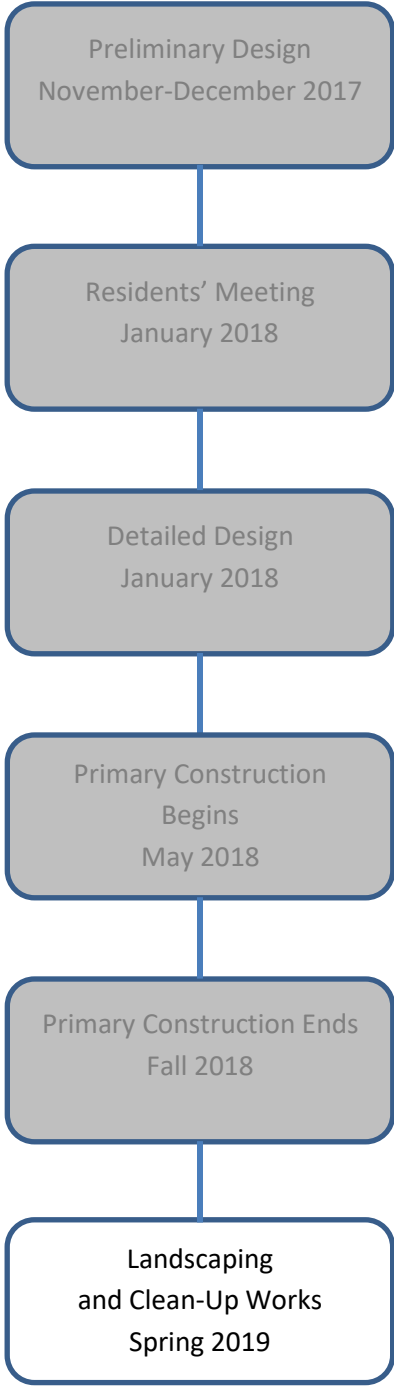 Preliminary Design
November-December 2017
Residents’ Meeting
January 2018
Detailed Design
January 2018
Primary Construction
Begins
May 2018
Primary Construction Ends
Fall 2018
Landscaping
and Clean-Up Works
Spring 2019